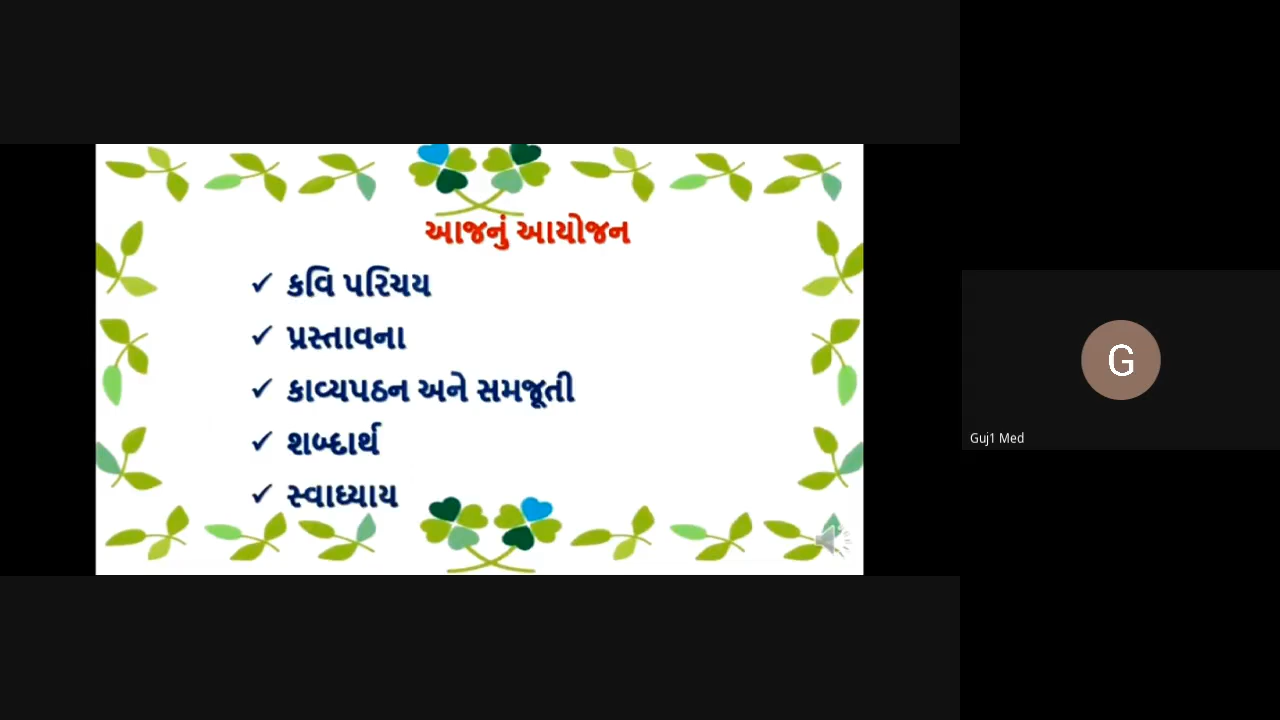 આજનું આયોજન
✓ કવિ પરિચય
✓ પ્રસ્તાવના
✓ કાવ્યપઠન અને સમજૂતી
✓ શબ્દાર્થ
✓ સ્વાધ્યાય
G
Guj1 Med